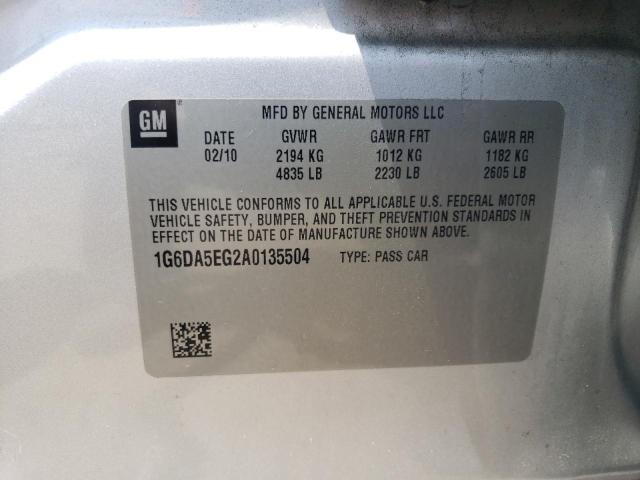 GM
MFD BY GENERAL MOTORS LLC
DATE GVWR GAWR FRT GAWR RR
02/10 2194 KG 1012 KG 1182 KG
4835 LB 2230 LB 2605 LB
THIS VEHICLE CONFORMS TO ALL APPLICABLE U.S. FEDERAL MOTOR
VEHICLE SAFETY, BUMPER, AND THEFT PREVENTION STANDARDS IN
EFFECT ON THE DATE OF MANUFACTURE SHOWN ABOVE.
1G6DA5EG2A0135504 TYPE: PASS CAR